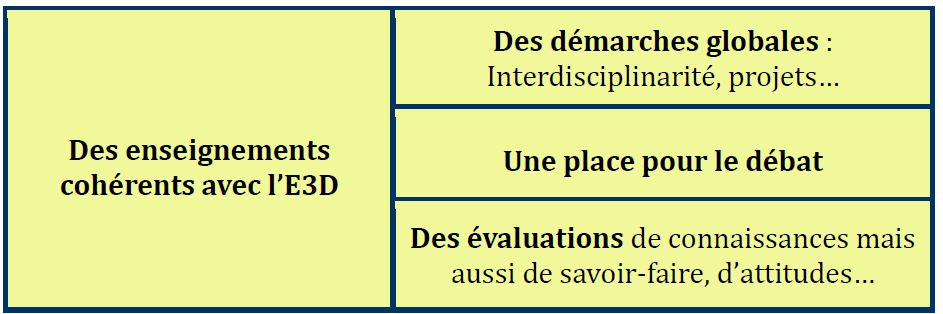 Des enseignements
cohérents avec l’E3D
Des démarches globales :
Interdisciplinarité, projets…
Une place pour le débat
Des évaluations de connaissances mais
aussi de savoir-faire, d’attitudes…